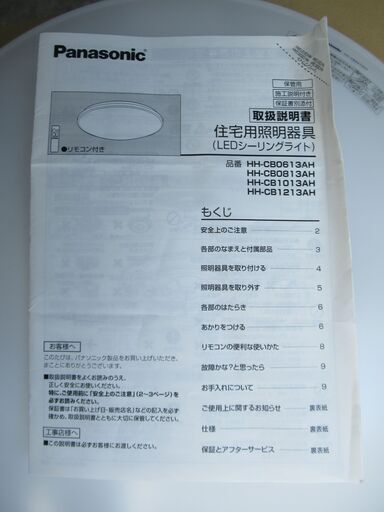 Panasonic
保管用
施工説明付き
保証書別添付
取扱説明書
住宅用照明器具
(LEDシーリングライト)
品番 HH-CB0613AH
HH-CB0813AH
HH-CB1013AH
HH-CB1213AH
●リモコン付き
もくじ
安全上のご注意 2
各部のなまえと付属部品 3
照明器具を取り付ける 4
照明器具を取り外す 5
各部のはたらき 6
あかりをつける 6
リモコンの便利な使いかた 8
故障かな?と思ったら 9
お手入れについて 9
ご使用上に関するお知らせ 裏表紙
仕様 裏表紙
保証とアフターサービス 裏表紙
お客様へ
このたびは、パナソニック製品をお買い上げいただき、
まことにありがとうございます。
■取扱説明書をよくお読みのうえ、
正しく安全にお使いください。
特に、ご使用前に「安全上のご注意」(2~3ページ)を
必ずお読みください。
保証書は「お買い上げ日・販売店名」などの記入を必ず
確かめ、取扱説明書とともに大切に保管してください。
工事店様へ
■この説明書は必ずお客様にお渡しください。